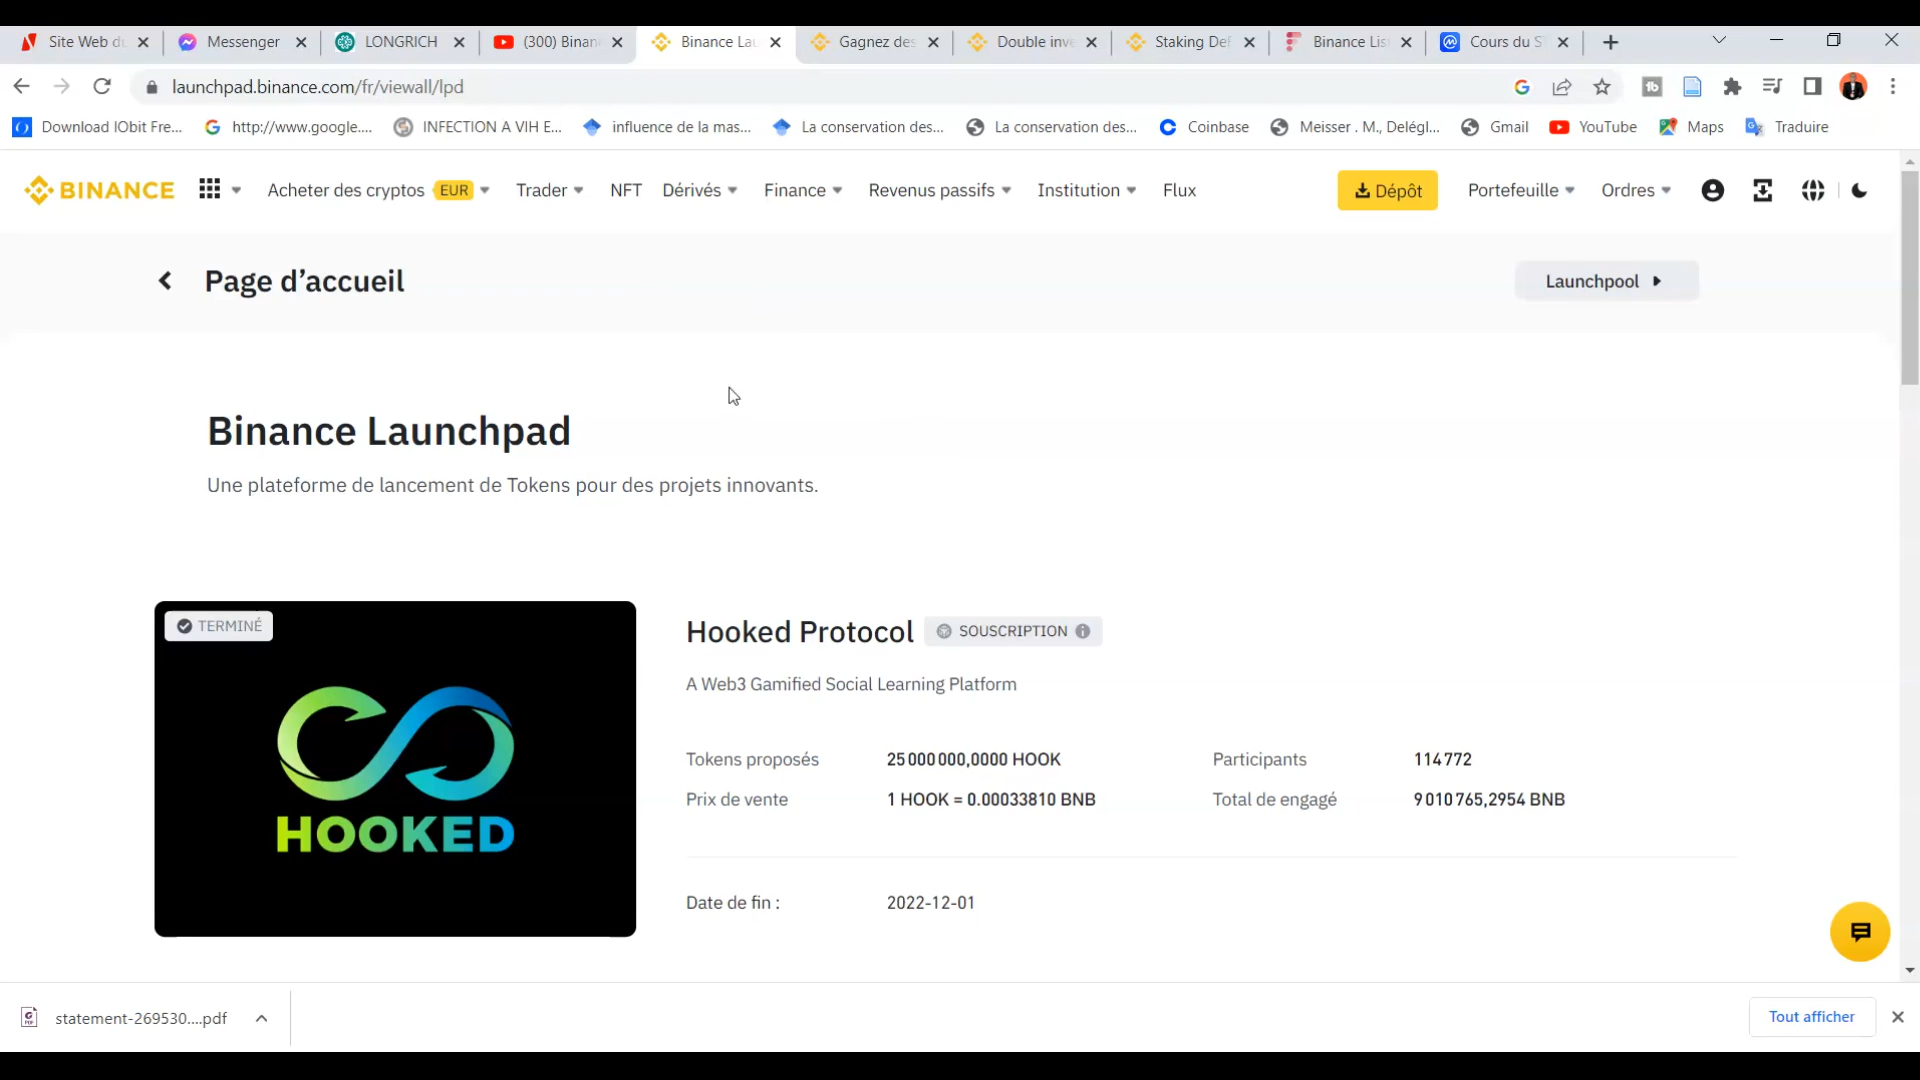 Site Web du
Messenger
LONGRICH
(300) Binan
Binance Lau
Gagnez des
Double inve
Staking Def
Binance Lis
Cours du S
launchpad.binance.com/fr/viewall/lpd
Download IObit Fre...
http://www.google....
INFECTION A VIH E...
influence de la mas...
La conservation des...
La conservation des...
Coinbase
Meisser . M., Delégl...
Gmail
YouTube
Maps
Traduire
BINANCE
Acheter des cryptos EUR
Trader
NFT
Dérivés
Finance
Revenus passifs
Institution
Flux
Dépôt
Portefeuille
Ordres
Page d’accueil
Launchpool
Binance Launchpad
Une plateforme de lancement de Tokens pour des projets innovants.
TERMINÉ
HOOKED
Hooked Protocol
SOUSCRIPTION
A Web3 Gamified Social Learning Platform
Tokens proposés 25 000 000,0000 HOOK
Participants 114 772
Prix de vente 1 HOOK = 0.00033810 BNB
Total de engagé 9 010 765,2954 BNB
Date de fin : 2022-12-01
statement-269530....pdf
Tout afficher